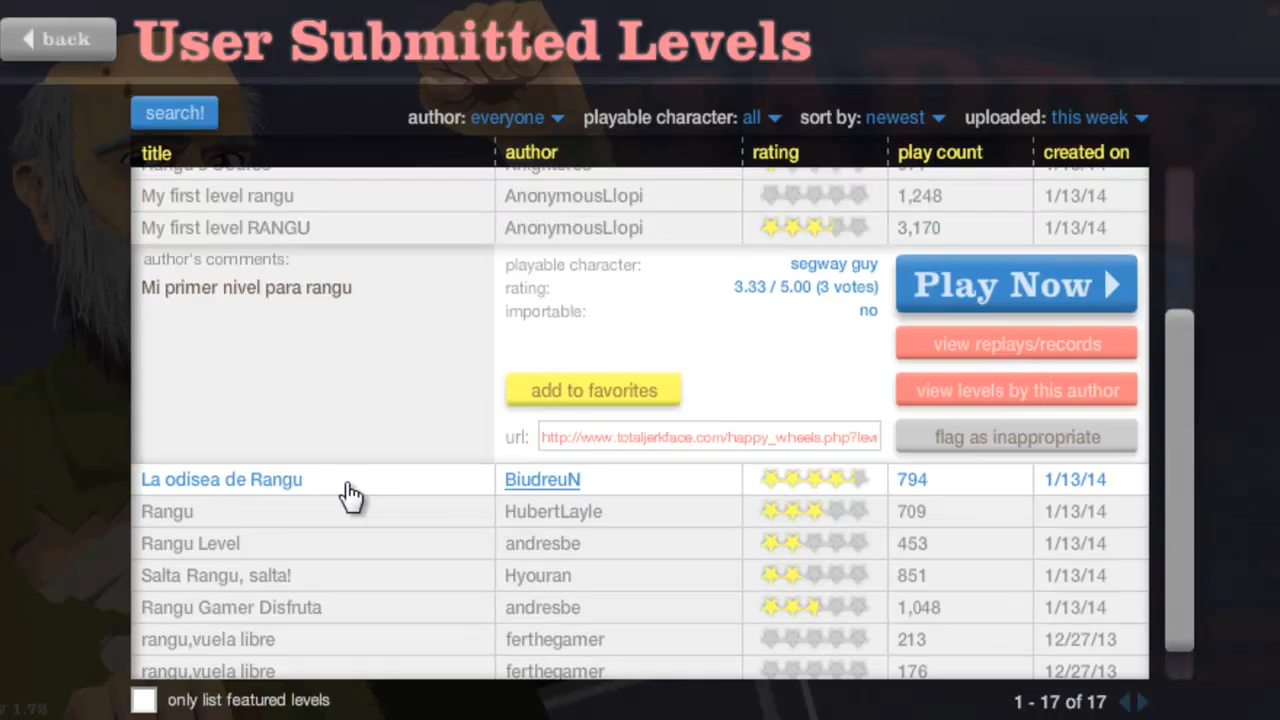 back
User Submitted Levels
search!
author: everyone playable character: all sort by: newest uploaded: this week
title author rating play count created on
My first level rangu AnonymousLlopi 1,248 1/13/14
My first level RANGU AnonymousLlopi 3,170 1/13/14
author's comments:
Mi primer nivel para rangu
playable character: segway guy
rating: 3.33 / 5.00 (3 votes)
importable: no
Play Now
view replays/records
add to favorites
view levels by this author
url: http://www.totaljerkface.com/happy_wheels.php?lev
flag as inappropriate
La odisea de Rangu BiudreuN 794 1/13/14
Rangu HubertLayle 709 1/13/14
Rangu Level andresbe 453 1/13/14
Salta Rangu, salta! Hyouran 851 1/13/14
Rangu Gamer Disfruta andresbe 1,048 1/13/14
rangu,vuela libre ferthegamer 213 12/27/13
rangu,vuela libre ferthegamer 176 12/27/13
only list featured levels 1 - 17 of 17